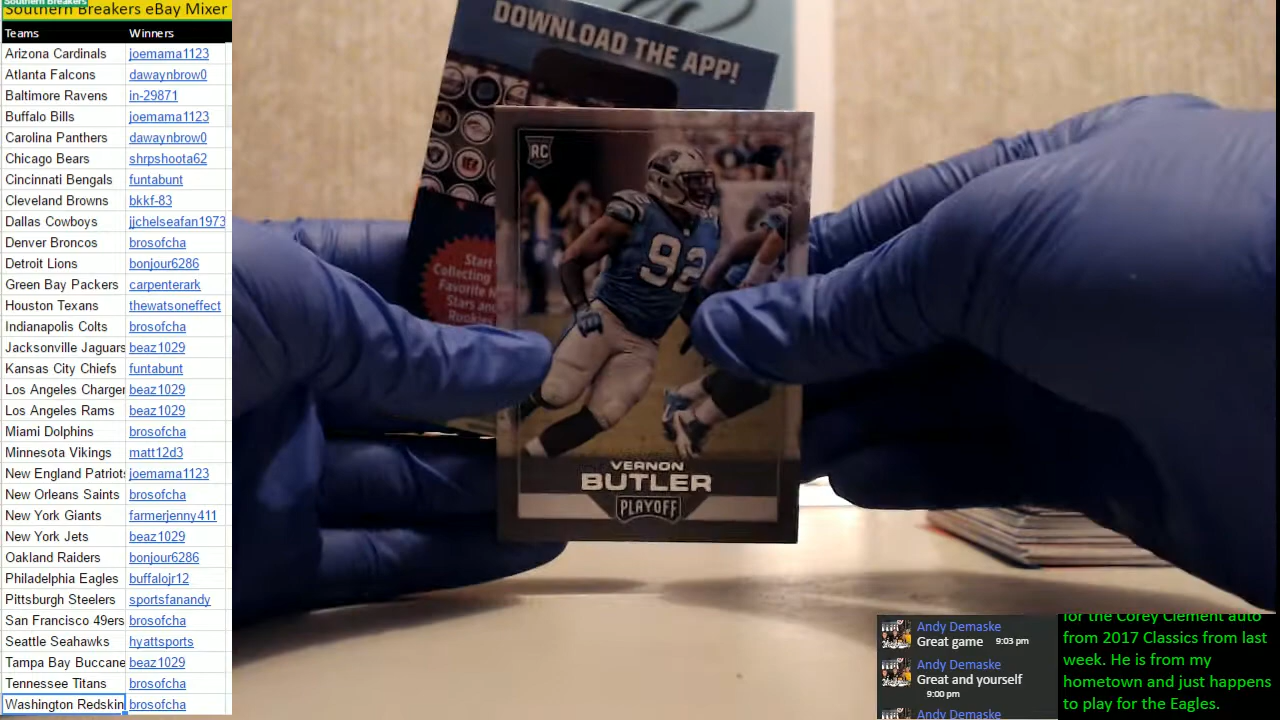 Southern Breakers
Southern Breakers eBay Mixer
Teams Winners
Arizona Cardinals joemama1123
Atlanta Falcons dawaynbrow0
Baltimore Ravens in-29871
Buffalo Bills joemama1123
Carolina Panthers dawaynbrow0
Chicago Bears shrpshoota62
Cincinnati Bengals funtabunt
Cleveland Browns bkkf-83
Dallas Cowboys jjchelseafan1973
Denver Broncos brosofcha
Detroit Lions bonjour6286
Green Bay Packers carpenterark
Houston Texans thewatsoneffect
Indianapolis Colts brosofcha
Jacksonville Jaguars beaz1029
Kansas City Chiefs funtabunt
Los Angeles Charger beaz1029
Los Angeles Rams beaz1029
Miami Dolphins brosofcha
Minnesota Vikings matt12d3
New England Patriots joemama1123
New Orleans Saints brosofcha
New York Giants farmerjenny411
New York Jets beaz1029
Oakland Raiders bonjour6286
Philadelphia Eagles buffalojr12
Pittsburgh Steelers sportsfanandy
San Francisco 49ers brosofcha
Seattle Seahawks hyattsports
Tampa Bay Buccane beaz1029
Tennessee Titans brosofcha
Washington Redskin brosofcha
DOWNLOAD THE APP!
Start
Collecting
Favorite
Stars and
RC
92
VERNON
BUTLER
PLAYOFF
Andy Demaske
Great game 9:03 pm
Andy Demaske
Great and yourself
9:00 pm
Andy Demaske
for the Corey Clement auto
from 2017 Classics from last
week. He is from my
hometown and just happens
to play for the Eagles.